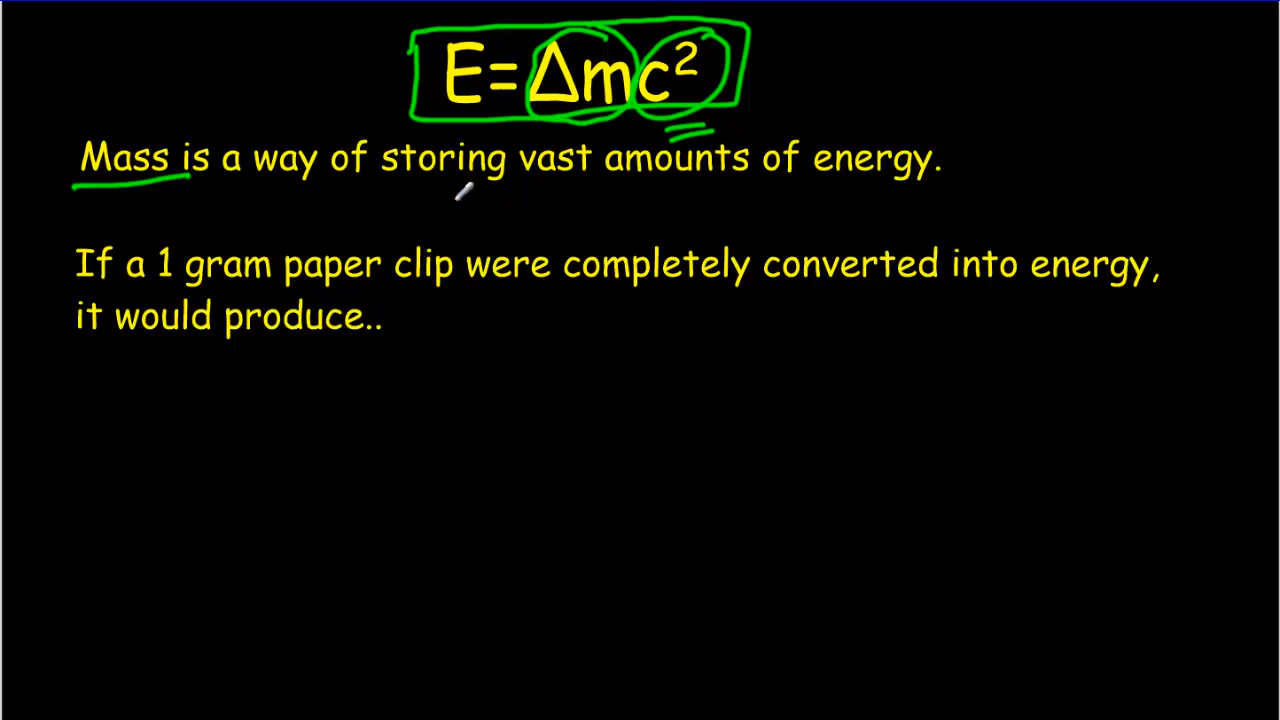 E=Δmc²
Mass is a way of storing vast amounts of energy.
If a 1 gram paper clip were completely converted into energy,
it would produce..